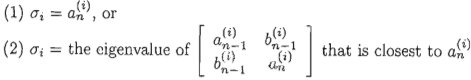 (1) σ_i = a_n^{(i)}, or
(2) σ_i = the eigenvalue of [ a_{n-1}^{(i)} b_{n-1}^{(i)} ; b_{n-1}^{(i)} a_n^{(i)} ] that is closest to a_n^{(i)}